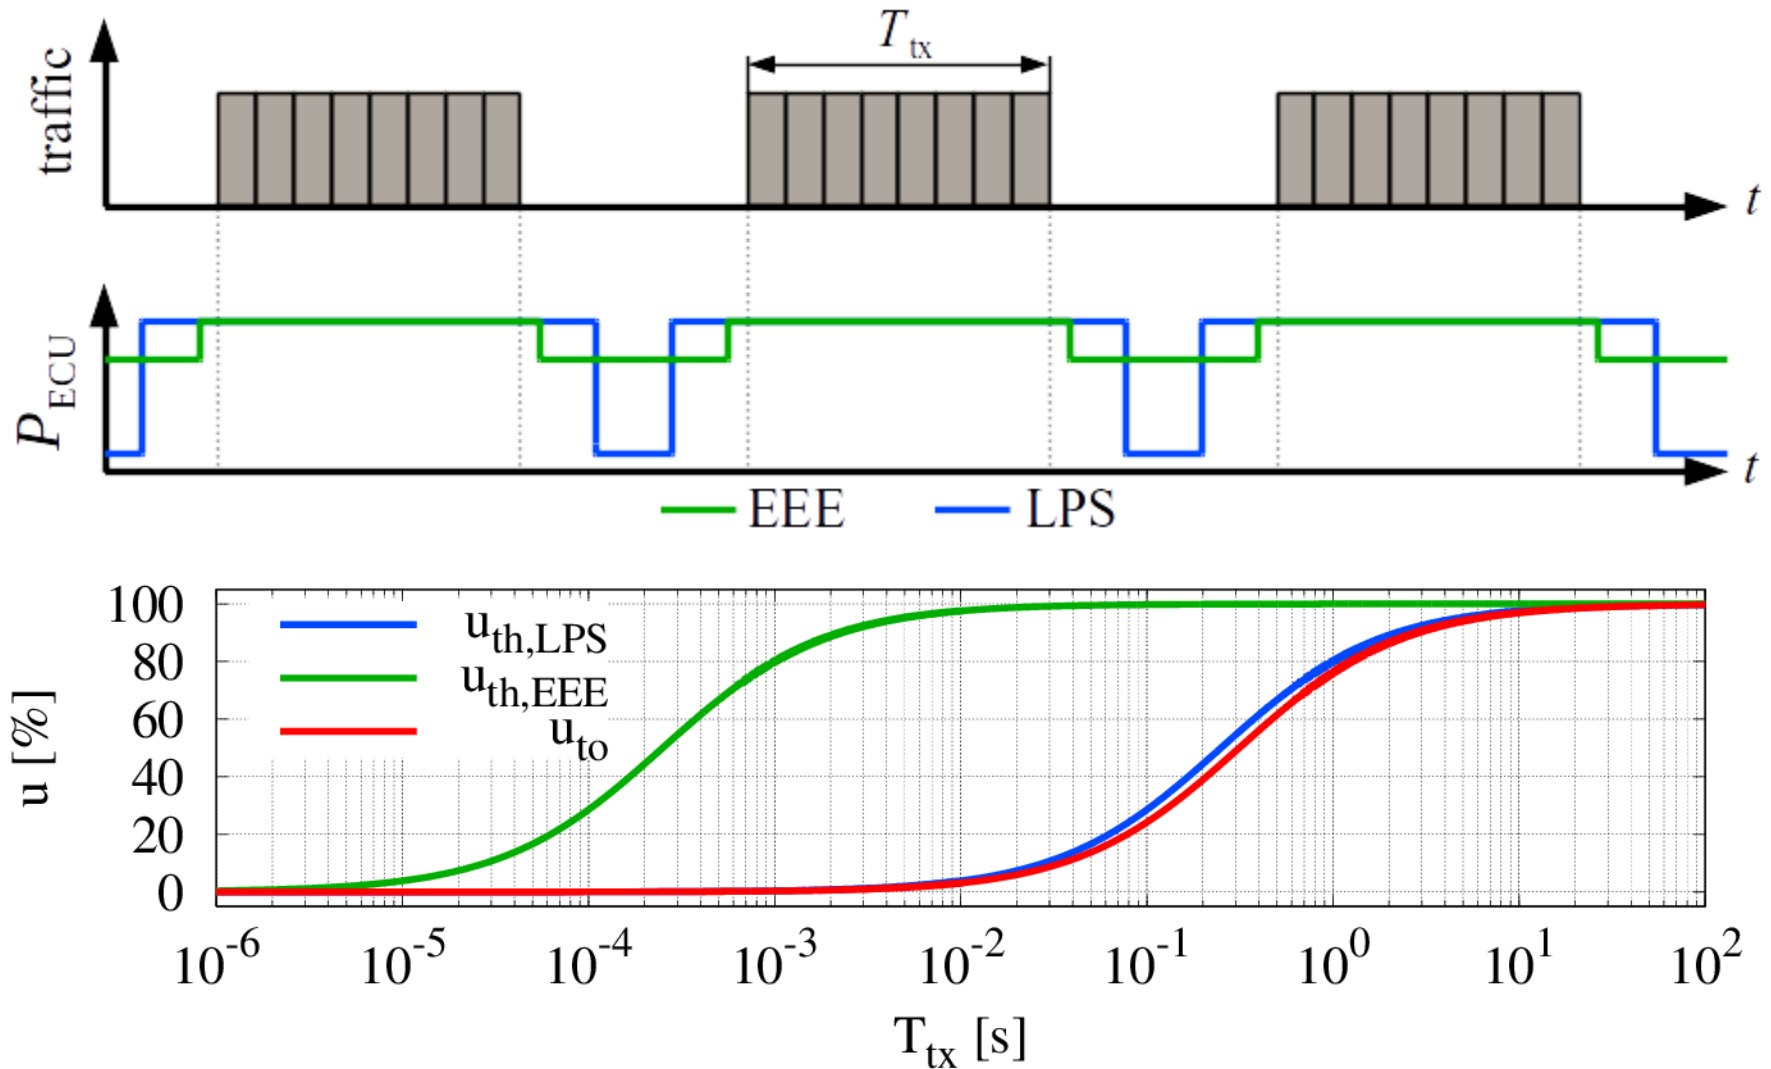 T_tx
traffic
t
P_ECU
t
EEE LPS
100
80
60
40
20
0
u [%]
u_th,LPS
u_th,EEE
u_to
10^-6 10^-5 10^-4 10^-3 10^-2 10^-1 10^0 10^1 10^2
T_tx [s]